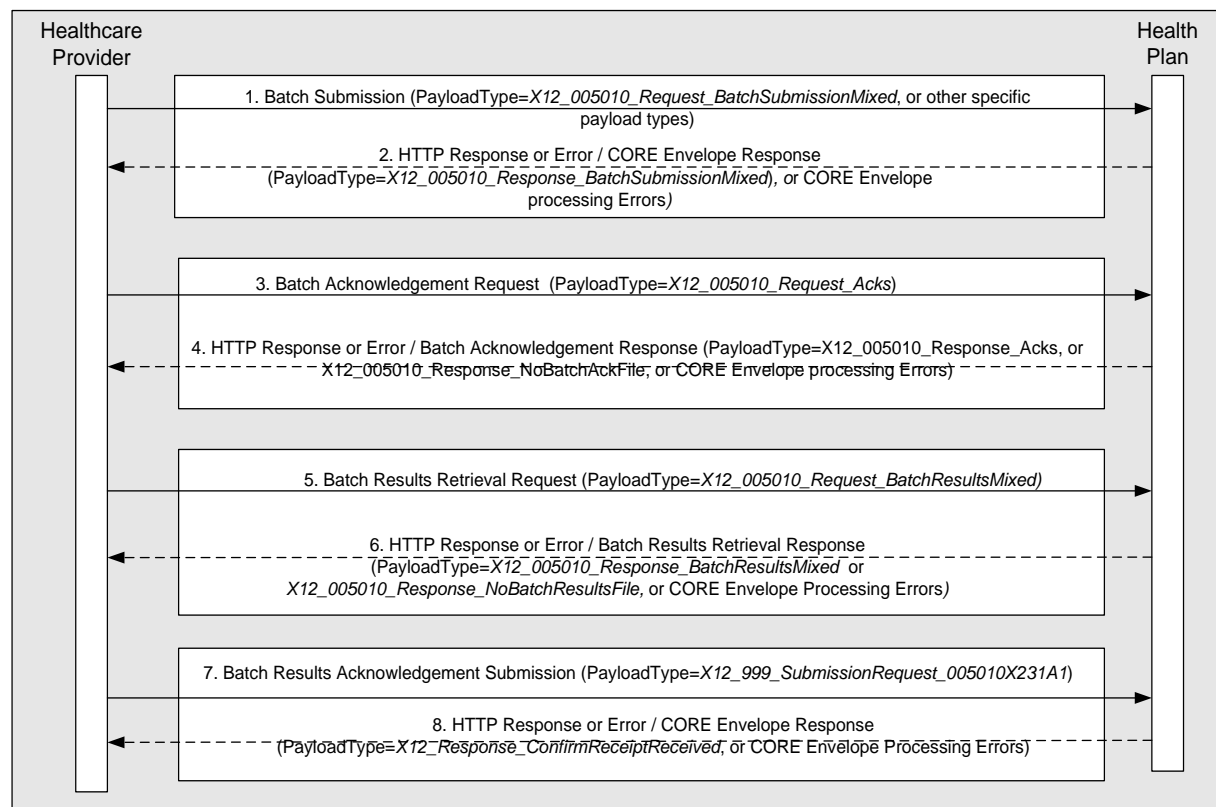 Healthcare
Provider
Health
Plan
1. Batch Submission (PayloadType=X12_005010_Request_BatchSubmissionMixed, or other specific
payload types)
2. HTTP Response or Error / CORE Envelope Response
(PayloadType=X12_005010_Response_BatchSubmissionMixed), or CORE Envelope
processing Errors)
3. Batch Acknowledgement Request (PayloadType=X12_005010_Request_Acks)
4. HTTP Response or Error / Batch Acknowledgement Response (PayloadType=X12_005010_Response_Acks, or
X12_005010_Response_NoBatchAckFile, or CORE Envelope processing Errors)
5. Batch Results Retrieval Request (PayloadType=X12_005010_Request_BatchResultsMixed)
6. HTTP Response or Error / Batch Results Retrieval Response
(PayloadType=X12_005010_Response_BatchResultsMixed or
X12_005010_Response_NoBatchResultsFile, or CORE Envelope Processing Errors)
7. Batch Results Acknowledgement Submission (PayloadType=X12_999_SubmissionRequest_005010X231A1)
8. HTTP Response or Error / CORE Envelope Response
(PayloadType=X12_Response_ConfirmReceiptReceived, or CORE Envelope Processing Errors)